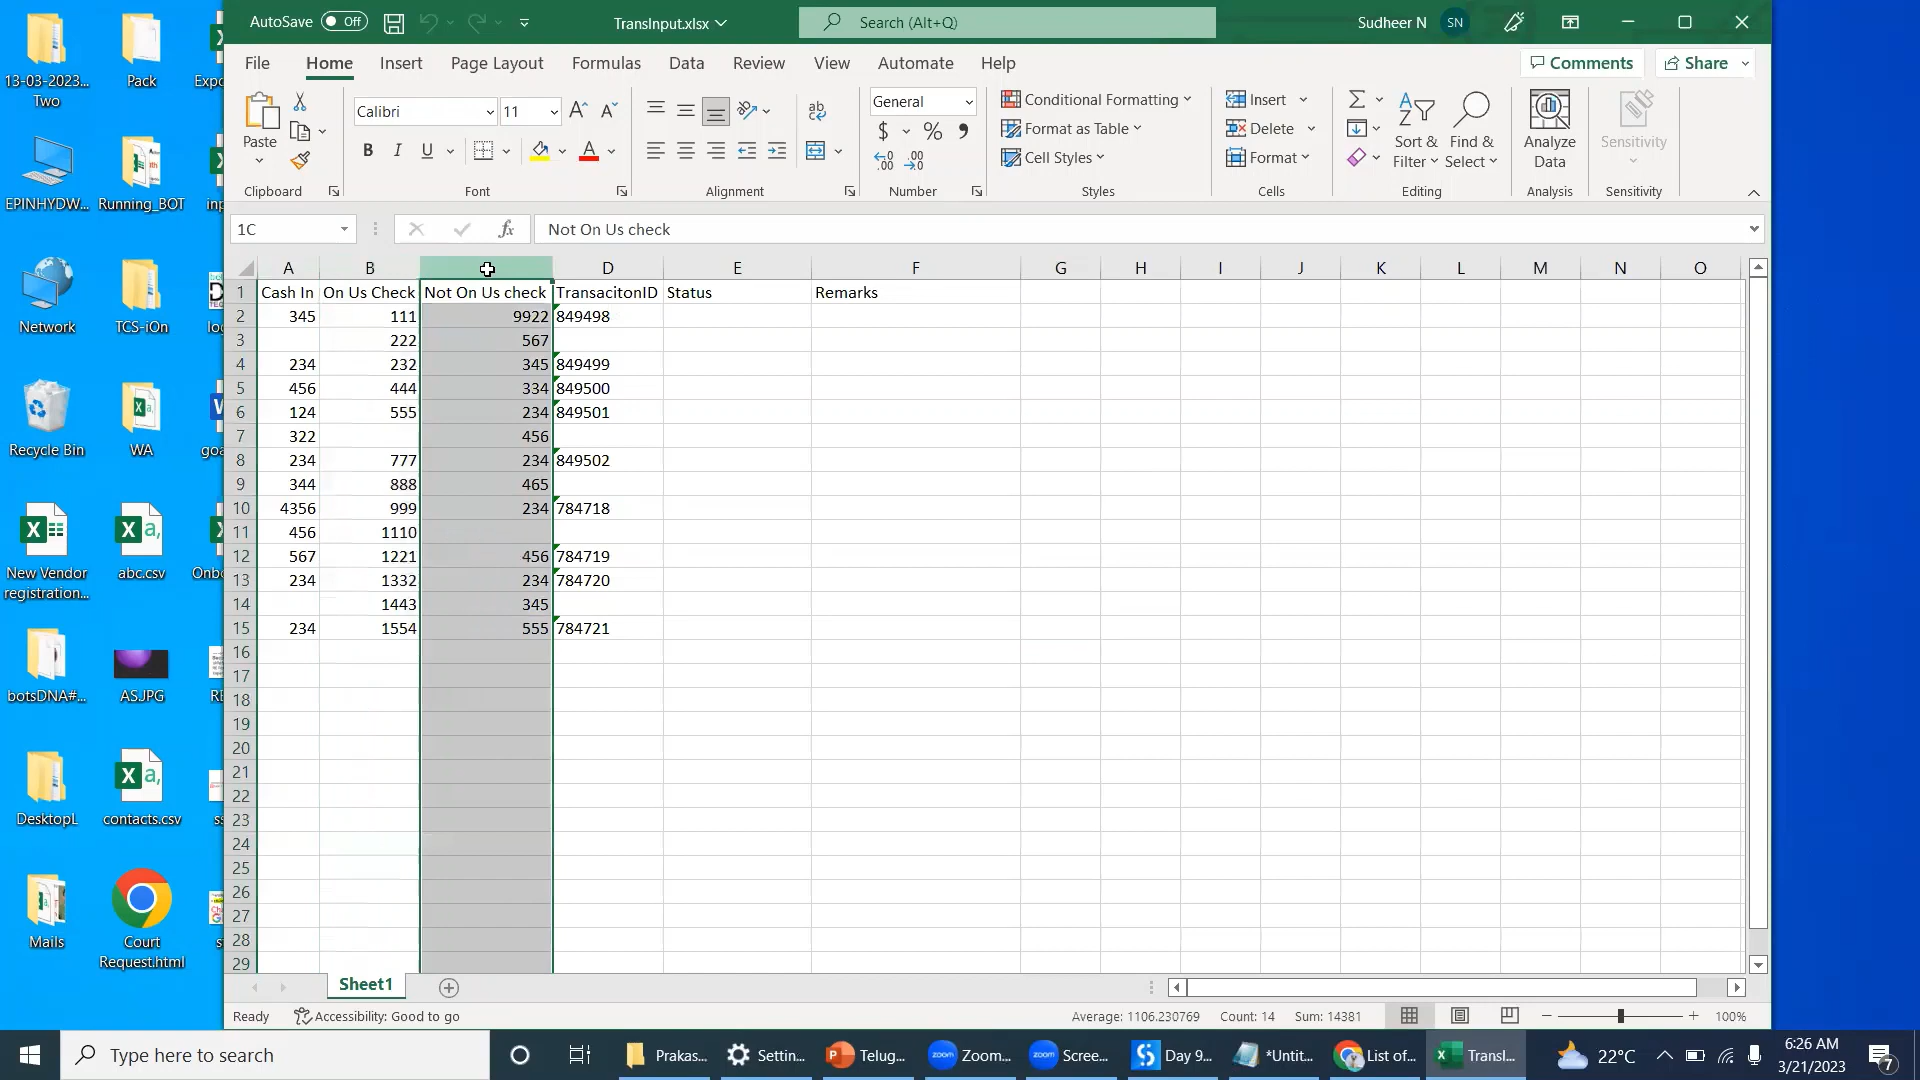 AutoSave Off TransInput.xlsx Search (Alt+Q) Sudheer N SN
File Home Insert Page Layout Formulas Data Review View Automate Help Comments Share
Paste
Clipboard
Calibri 11
B I U
Font
Alignment
General
$ % ,
Number
Conditional Formatting
Format as Table
Cell Styles
Styles
Insert
Delete
Format
Cells
Sort & Filter
Find & Select
Editing
Analyze Data
Analysis
Sensitivity
Sensitivity
1C fx Not On Us check
A B D E F G H I J K L M N O
1 Cash In On Us Check Not On Us check TransacitonID Status Remarks
2 345 111 9922 849498
3 222 567
4 234 232 345 849499
5 456 444 334 849500
6 124 555 234 849501
7 322 456
8 234 777 234 849502
9 344 888 465
10 4356 999 234 784718
11 456 1110
12 567 1221 456 784719
13 234 1332 234 784720
14 1443 345
15 234 1554 555 784721
16
17
18
19
20
21
22
23
24
25
26
27
28
29
Sheet1
Ready Accessibility: Good to go Average: 1106.230769 Count: 14 Sum: 14381 100%
13-03-2023...
Two
Pack
EPINHYDW...
Running_BOT
Network
TCS-iOn
Recycle Bin
WA
New Vendor
registration...
abc.csv
botsDNA#...
AS.JPG
DesktopL
contacts.csv
Mails
Court
Request.html
Type here to search
Prakas... Settin... Telug... Zoom... Scree... Day 9... *Untit... List of... TransI...
22°C
6:26 AM
3/21/2023
7